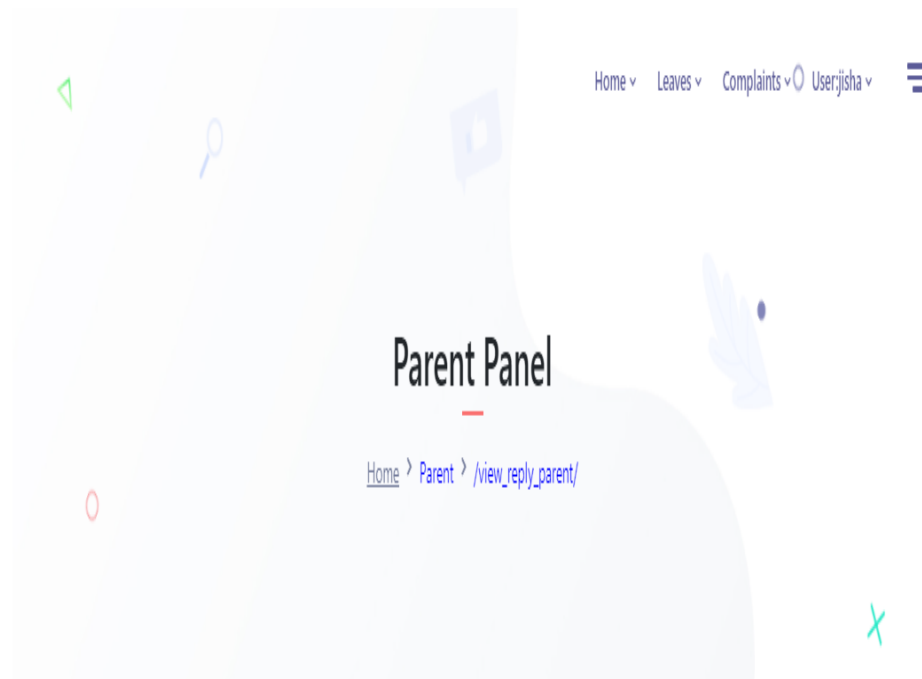 Home Leaves Complaints User:jisha
Parent Panel
Home > Parent > /view_reply_parent/